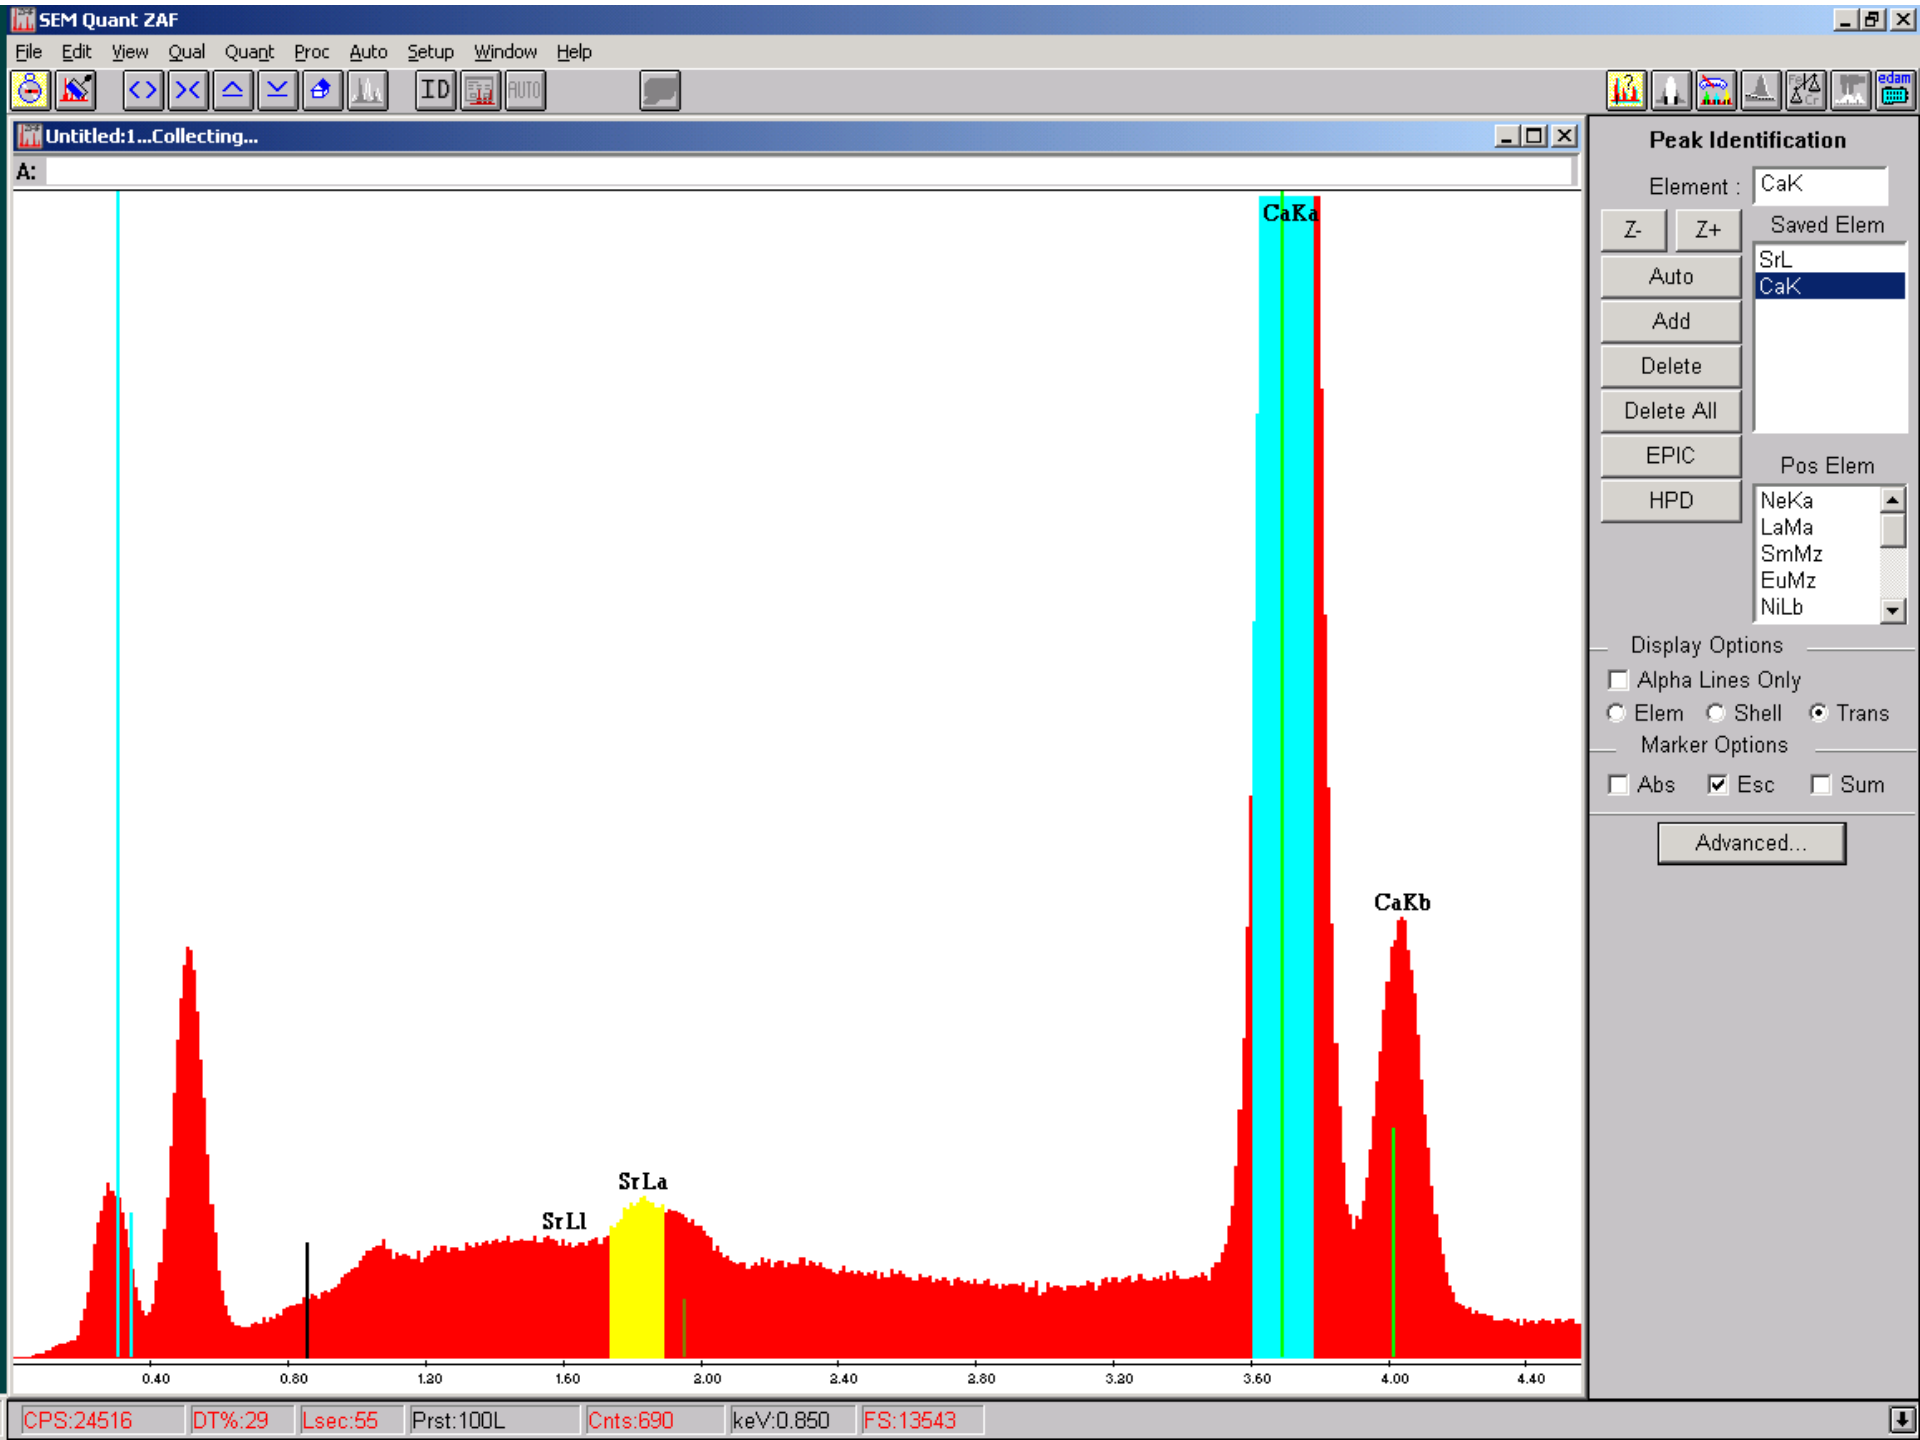 SEM Quant ZAF
File Edit View Qual Quant Proc Auto Setup Window Help
ID AUTO Fe Cr edam
Untitled:1...Collecting...
A:
CaKa
CaKb
SrLa
SrLl
0.40 0.80 1.20 1.60 2.00 2.40 2.80 3.20 3.60 4.00 4.40
Peak Identification
Element : CaK
Z- Z+ Saved Elem
SrL
CaK
Auto
Add
Delete
Delete All
EPIC
HPD
Pos Elem
NeKa
LaMa
SmMz
EuMz
NiLb
Display Options
Alpha Lines Only
Elem Shell Trans
Marker Options
Abs Esc Sum
Advanced...
CPS:24516 DT%:29 Lsec:55 Prst:100L Cnts:690 keV:0.850 FS:13543